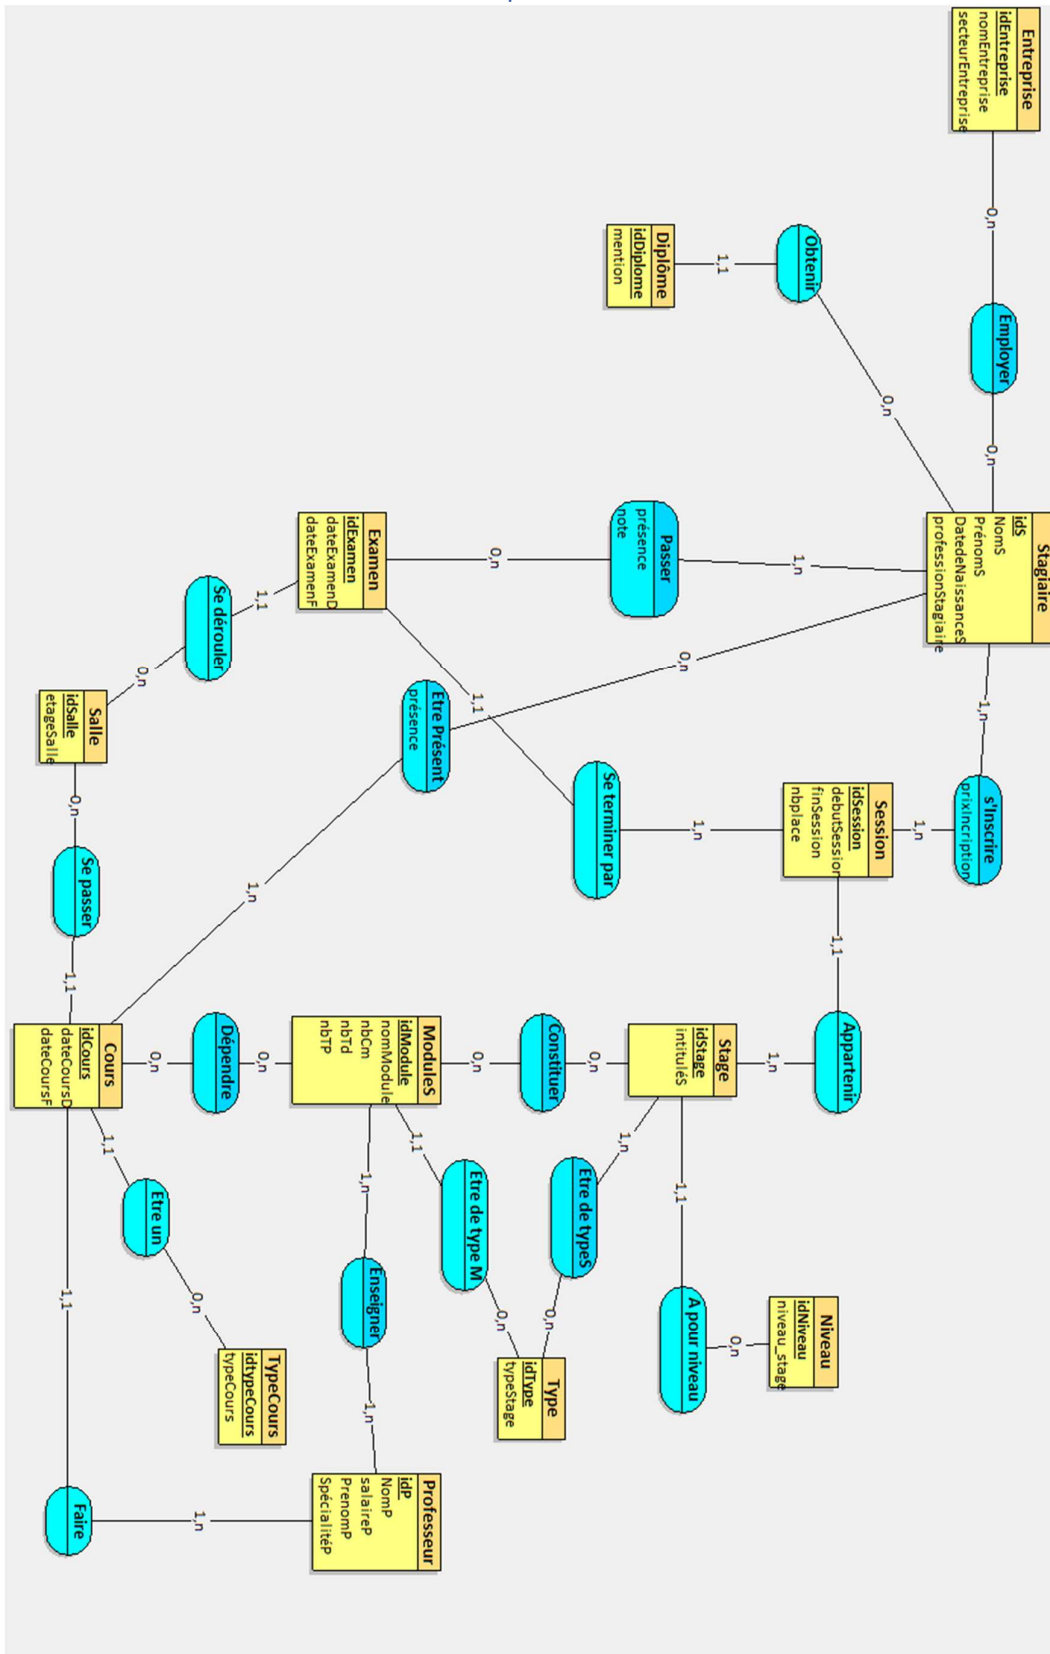 Entreprise
idEntreprise
nomEntreprise
secteurEntreprise
0,n
Employer
0,n
Stagiaire
idS
NomS
PrénomS
DatedeNaissanceS
professionStagiaire
Diplôme
idDiplome
mention
1,1
Obtenir
0,n
1,n
Passer
présence
note
0,n
Examen
idExamen
dateExamenD
dateExamenF
1,1
Se dérouler
0,n
Salle
idSalle
etageSalle
0,n
Se passer
1,1
0,n
Etre Présent
présence
1,n
1,1
Se terminer par
1,n
1,n
s'Inscrire
prixIncription
1,n
Session
idSession
debutSession
finSession
nbplace
1,1
Appartenir
1,n
Stage
idStage
intituléS
0,n
Constituer
0,n
ModuleS
idModule
nomModule
nbCm
nbTd
nbTP
0,n
Dépendre
0,n
Cours
idCours
dateCoursD
dateCoursF
1,1
Etre un
0,n
TypeCours
idtypeCours
typeCours
1,1
Etre de type M
0,n
1,n
Etre de typeS
0,n
Type
idType
typeStage
1,1
A pour niveau
0,n
Niveau
idNiveau
niveau_stage
1,n
Enseigner
1,n
Professeur
idP
NomP
salaireP
PrenomP
SpécialitéP
1,n
Faire
1,1